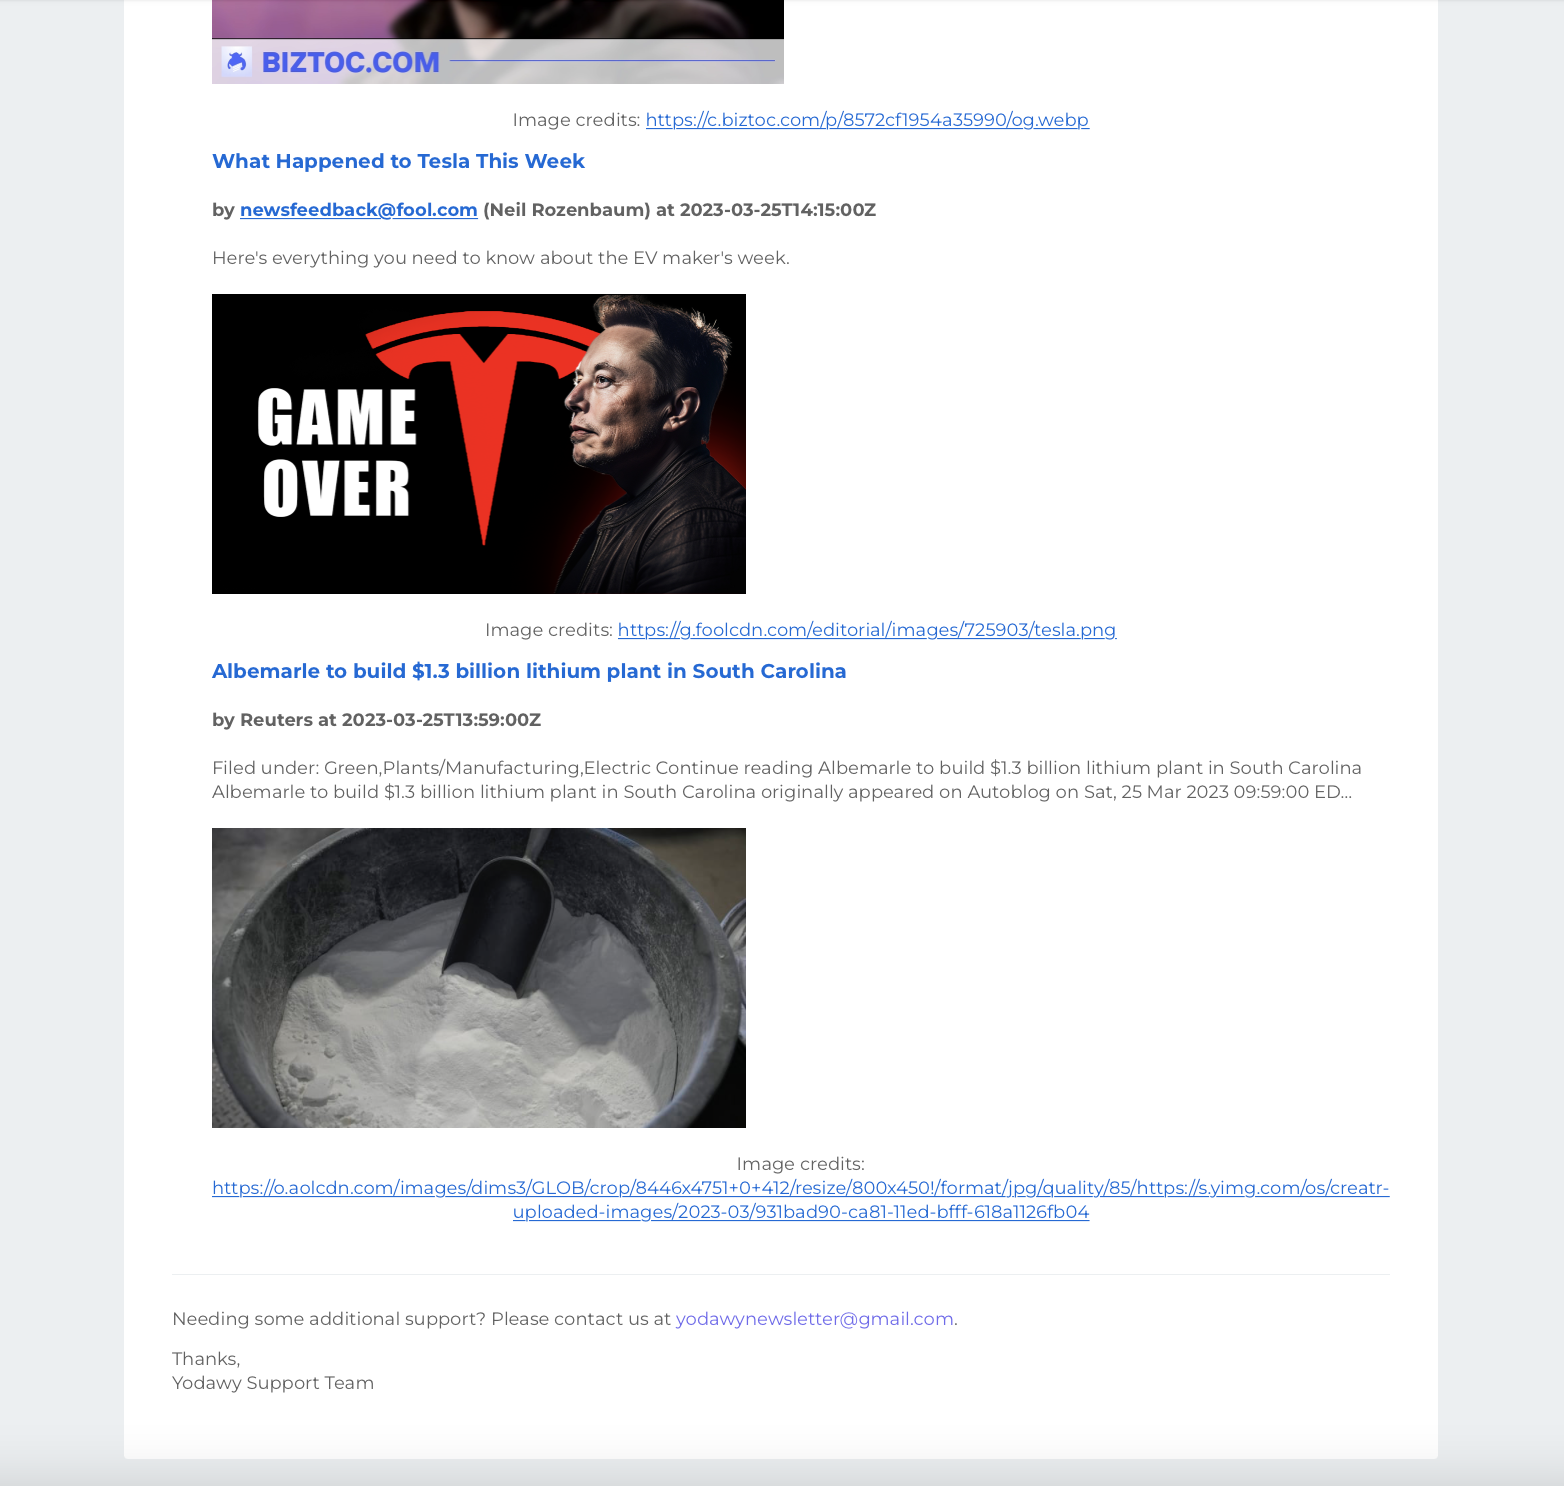 BIZTOC.COM
Image credits: https://c.biztoc.com/p/8572cf1954a35990/og.webp
What Happened to Tesla This Week
by newsfeedback@fool.com (Neil Rozenbaum) at 2023-03-25T14:15:00Z
Here's everything you need to know about the EV maker's week.
GAME
OVER
Image credits: https://g.foolcdn.com/editorial/images/725903/tesla.png
Albemarle to build $1.3 billion lithium plant in South Carolina
by Reuters at 2023-03-25T13:59:00Z
Filed under: Green,Plants/Manufacturing,Electric Continue reading Albemarle to build $1.3 billion lithium plant in South Carolina
Albemarle to build $1.3 billion lithium plant in South Carolina originally appeared on Autoblog on Sat, 25 Mar 2023 09:59:00 ED…
Image credits:
https://o.aolcdn.com/images/dims3/GLOB/crop/8446x4751+0+412/resize/800x450!/format/jpg/quality/85/https://s.yimg.com/os/creatr-
uploaded-images/2023-03/931bad90-ca81-11ed-bfff-618a1126fb04
Needing some additional support? Please contact us at yodawynewsletter@gmail.com.
Thanks,
Yodawy Support Team